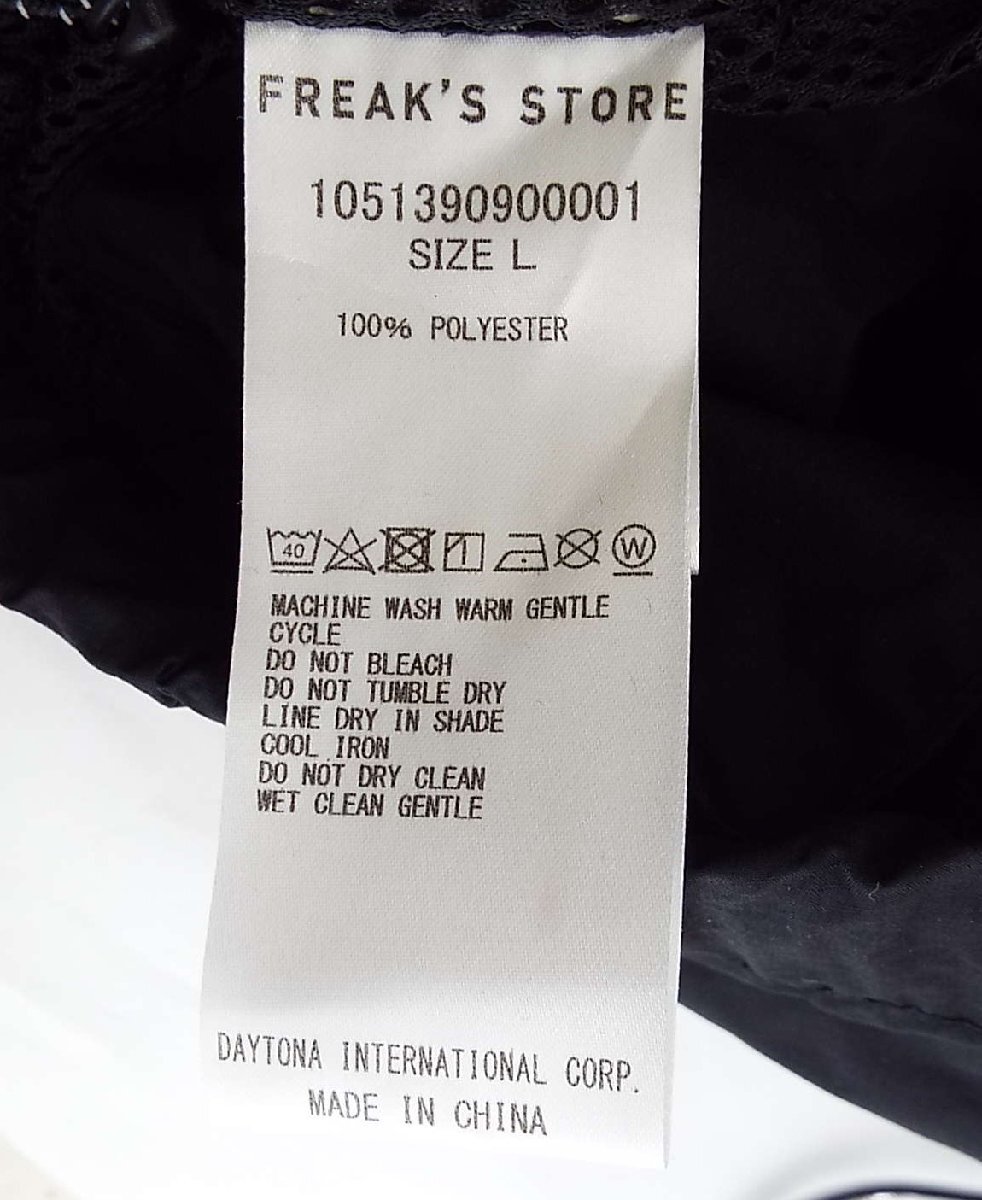 FREAK'S STORE
1051390900001
SIZE L
100% POLYESTER
40 W
MACHINE WASH WARM GENTLE
CYCLE
DO NOT BLEACH
DO NOT TUMBLE DRY
LINE DRY IN SHADE
COOL IRON
DO NOT DRY CLEAN
WET CLEAN GENTLE
DAYTONA INTERNATIONAL CORP.
MADE IN CHINA